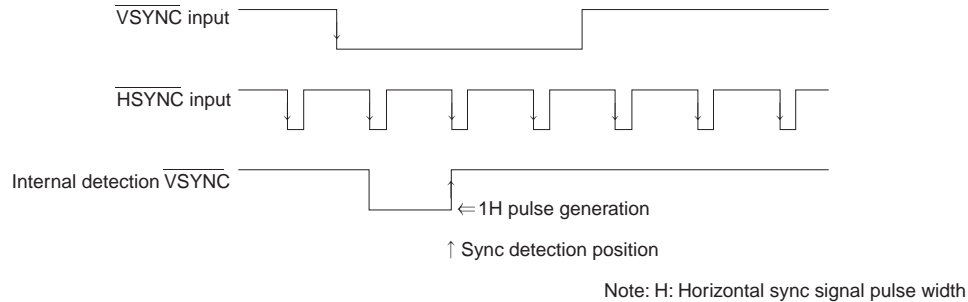 VSYNC input
HSYNC input
Internal detection VSYNC
⇐1H pulse generation
↑ Sync detection position
Note: H: Horizontal sync signal pulse width